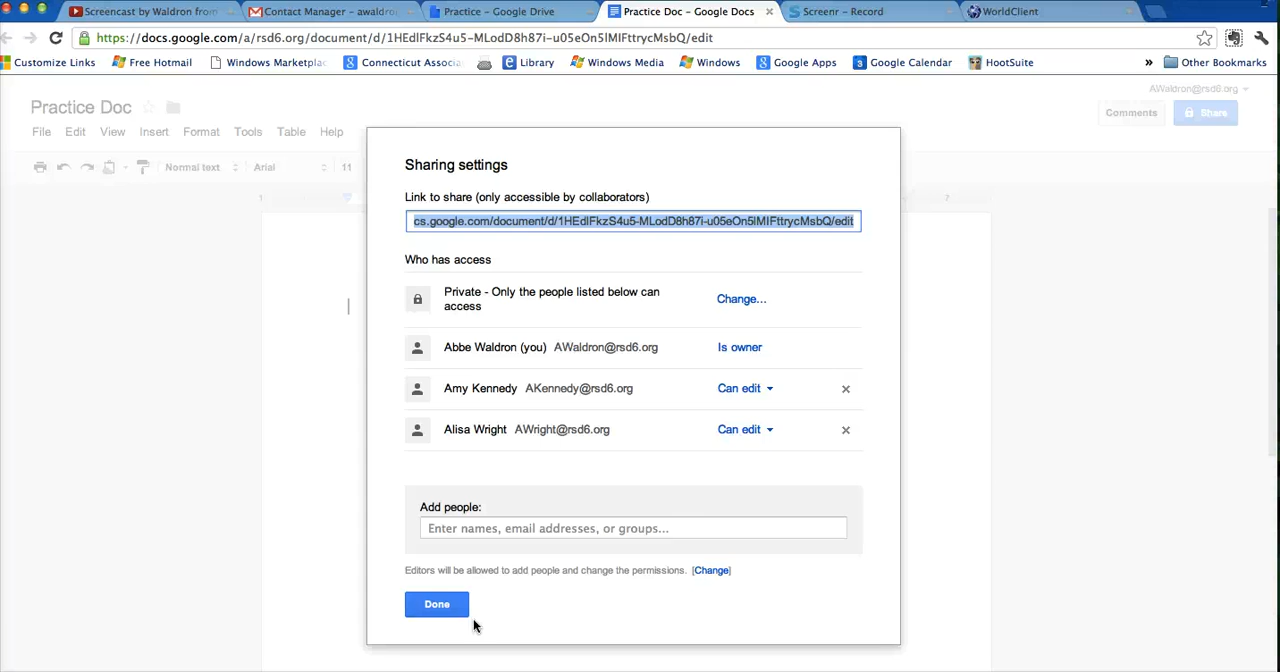 Screencast by Waldron from
Contact Manager – awaldro
Practice – Google Drive
Practice Doc – Google Docs
Screenr – Record
WorldClient
https://docs.google.com/a/rsd6.org/document/d/1HEdlFkzS4u5-MLodD8h87i-u05eOn5lMIFttrycMsbQ/edit
Customize Links
Free Hotmail
Windows Marketplac
Connecticut Associa
Library
Windows Media
Windows
Google Apps
Google Calendar
HootSuite
»
Other Bookmarks
AWaldron@rsd6.org
Practice Doc
Comments
Share
File Edit View Insert Format Tools Table Help
Normal text Arial 11
1 2
Sharing settings
Link to share (only accessible by collaborators)
cs.google.com/document/d/1HEdlFkzS4u5-MLodD8h87i-u05eOn5lMIFttrycMsbQ/edit
Who has access
Private - Only the people listed below can
access
Change...
Abbe Waldron (you) AWaldron@rsd6.org Is owner
Amy Kennedy AKennedy@rsd6.org Can edit
Alisa Wright AWright@rsd6.org Can edit
Add people:
Enter names, email addresses, or groups...
Editors will be allowed to add people and change the permissions. [Change]
Done